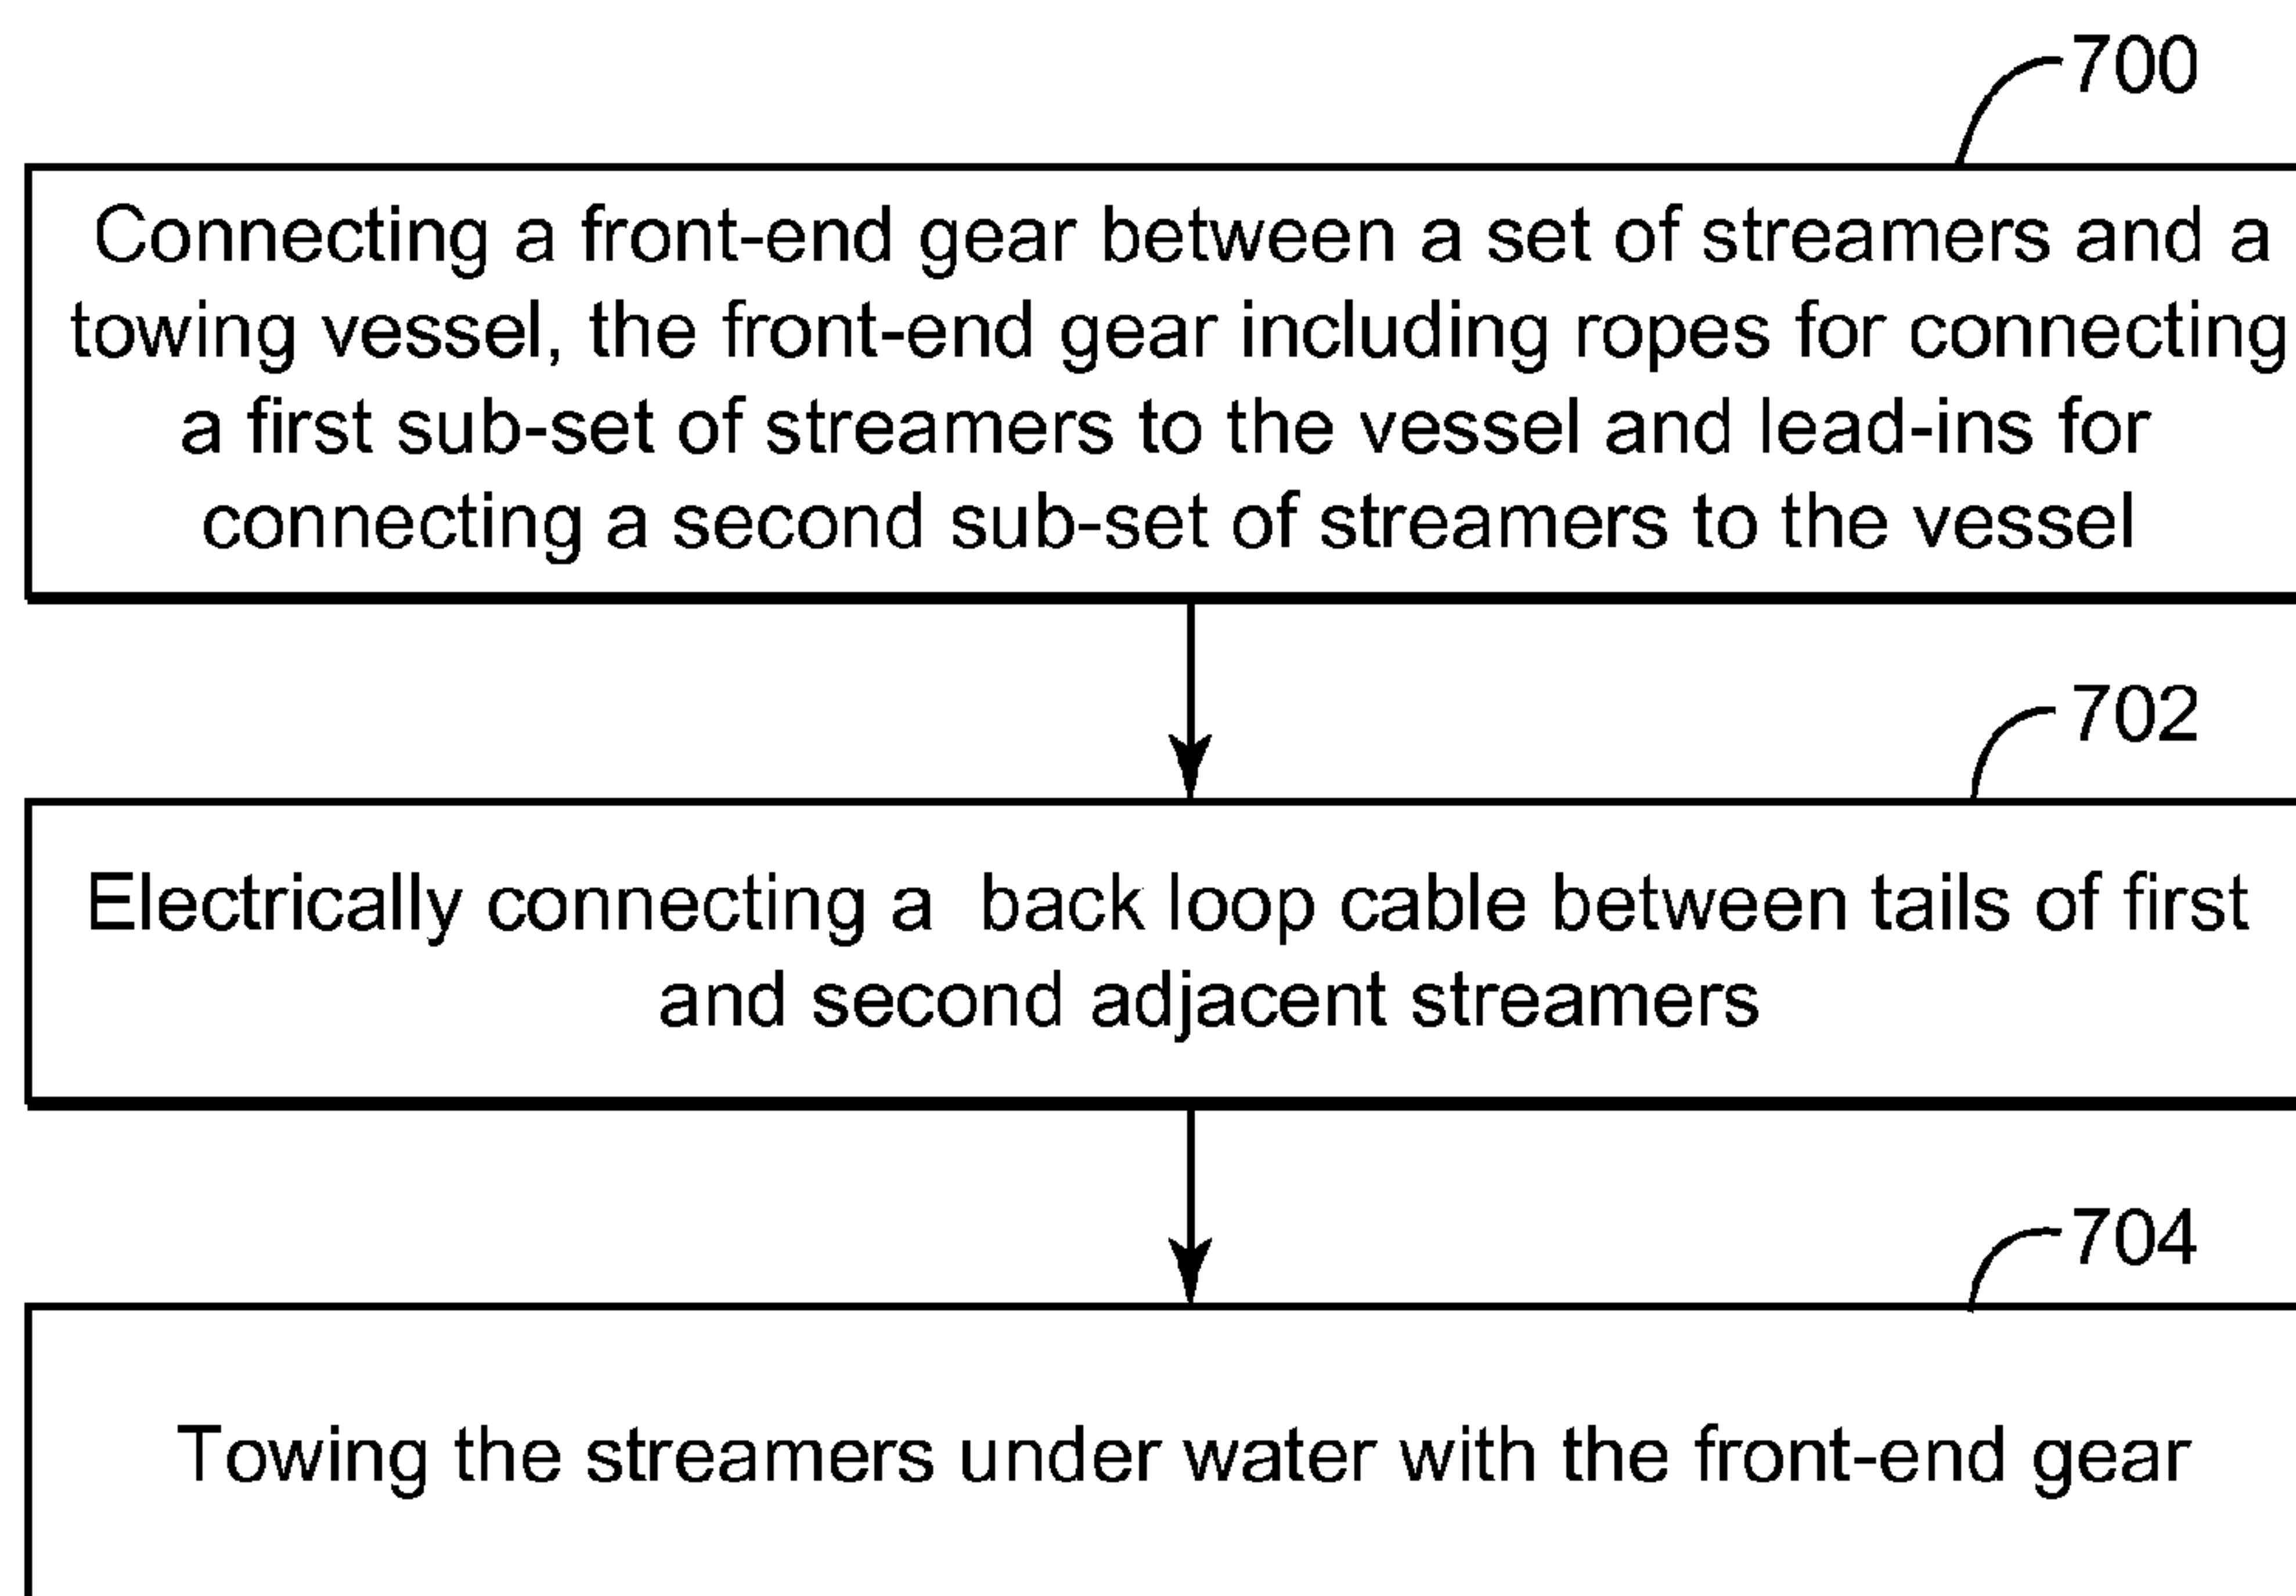 700
Connecting a front-end gear between a set of streamers and a
towing vessel, the front-end gear including ropes for connecting
a first sub-set of streamers to the vessel and lead-ins for
connecting a second sub-set of streamers to the vessel
702
Electrically connecting a back loop cable between tails of first
and second adjacent streamers
704
Towing the streamers under water with the front-end gear